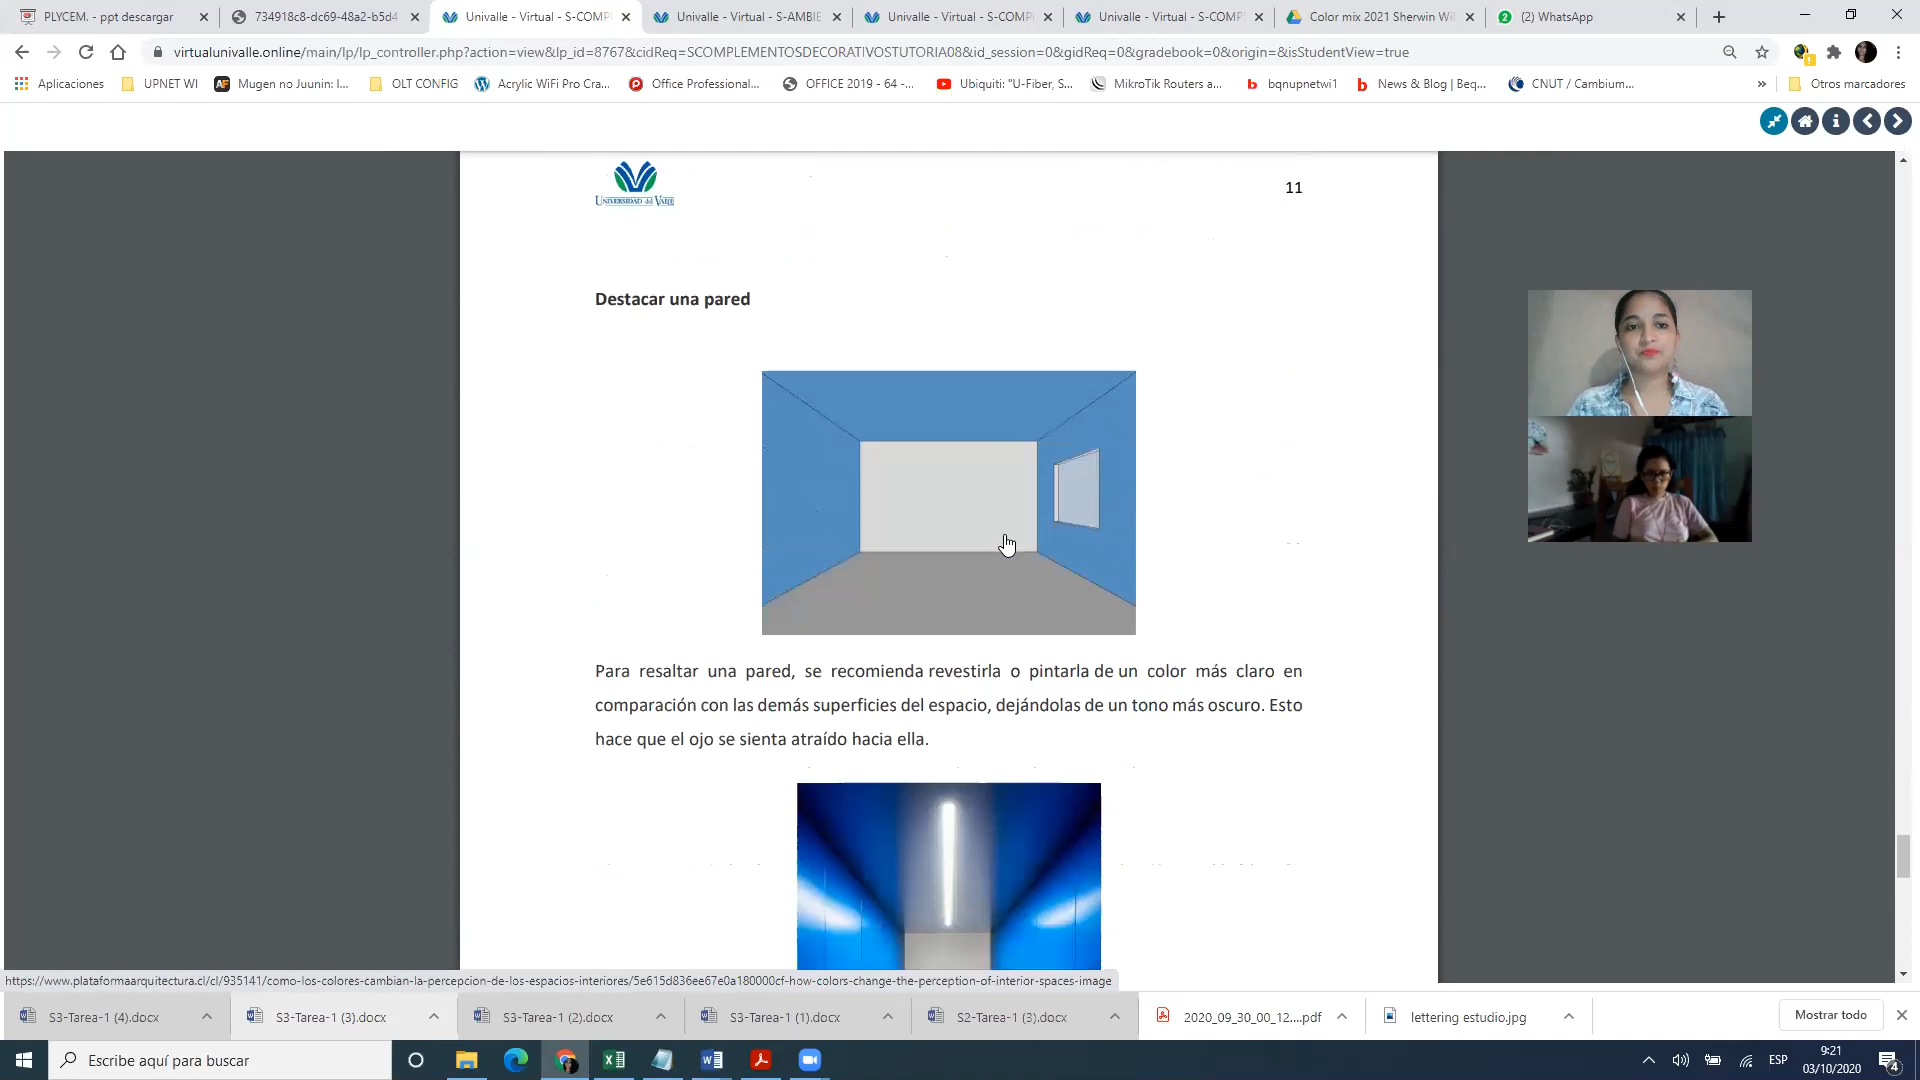 PLYCEM. - ppt descargar
734918c8-dc69-48a2-b5d4
Univalle - Virtual - S-COMPL
Univalle - Virtual - S-AMBIE
Univalle - Virtual - S-COMPL
Univalle - Virtual - S-COMPL
Color mix 2021 Sherwin Wil
(2) WhatsApp
virtualunivalle.online/main/lp/lp_controller.php?action=view&lp_id=8767&cidReq=SCOMPLEMENTOSDECORATIVOSTUTORIA08&id_session=0&gidReq=0&gradebook=0&origin=&isStudentView=true
Aplicaciones
UPNET WI
Mugen no Juunin: I...
OLT CONFIG
Acrylic WiFi Pro Cra...
Office Professional...
OFFICE 2019 - 64 -...
Ubiquiti: "U-Fiber, S...
MikroTik Routers a...
bqnupnetwi1
News & Blog | Beq...
CNUT / Cambium...
Otros marcadores
UNIVERSIDAD del VALLE
11
Destacar una pared
Para resaltar una pared, se recomienda revestirla o pintarla de un color más claro en
comparación con las demás superficies del espacio, dejándolas de un tono más oscuro. Esto
hace que el ojo se sienta atraído hacia ella.
https://www.plataformaarquitectura.cl/cl/935141/como-los-colores-cambian-la-percepcion-de-los-espacios-interiores/5e615d836ee67e0a180000cf-how-colors-change-the-perception-of-interior-spaces-image
S3-Tarea-1 (4).docx
S3-Tarea-1 (3).docx
S3-Tarea-1 (2).docx
S3-Tarea-1 (1).docx
S2-Tarea-1 (3).docx
2020_09_30_00_12....pdf
lettering estudio.jpg
Mostrar todo
Escribe aquí para buscar
ESP
9:21
03/10/2020
4